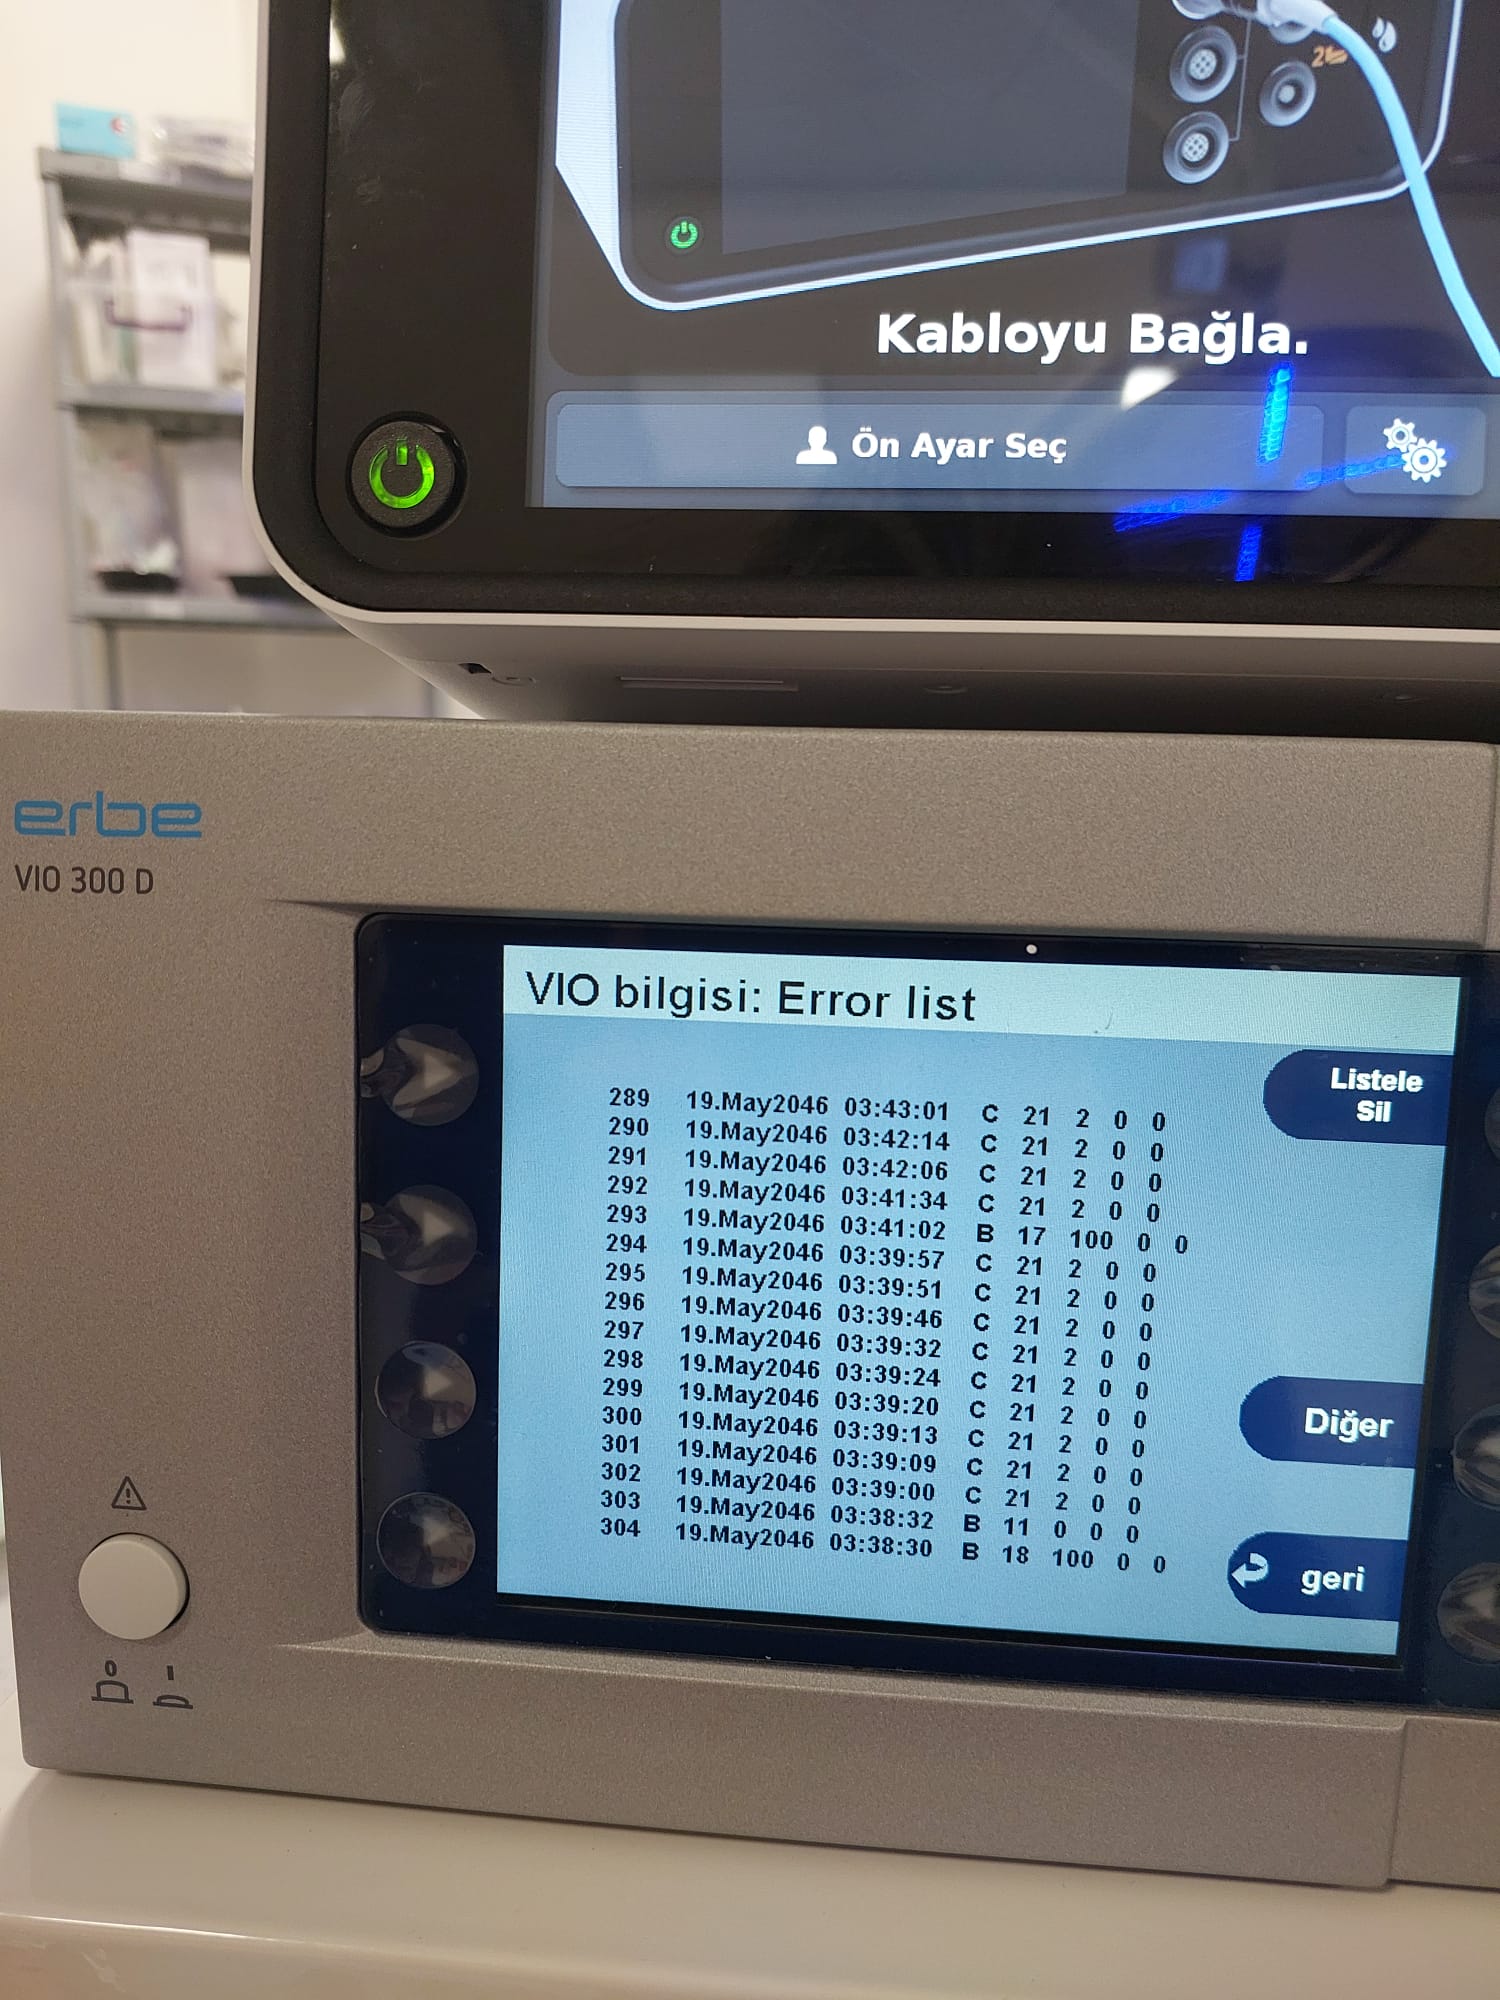 2
Kabloyu Bağla.
Ön Ayar Seç
erbe
VIO 300 D
VIO bilgisi: Error list
Listele
Sil
289 19.May2046 03:43:01 C 21 2 0 0
290 19.May2046 03:42:14 C 21 2 0 0
291 19.May2046 03:42:06 C 21 2 0 0
292 19.May2046 03:41:34 C 21 2 0 0
293 19.May2046 03:41:02 B 17 100 0 0
294 19.May2046 03:39:57 C 21 2 0 0
295 19.May2046 03:39:51 C 21 2 0 0
296 19.May2046 03:39:46 C 21 2 0 0
297 19.May2046 03:39:32 C 21 2 0 0
298 19.May2046 03:39:24 C 21 2 0 0
299 19.May2046 03:39:20 C 21 2 0 0
300 19.May2046 03:39:13 C 21 2 0 0
301 19.May2046 03:39:09 C 21 2 0 0
302 19.May2046 03:39:00 C 21 2 0 0
303 19.May2046 03:38:32 B 11 0 0 0
304 19.May2046 03:38:30 B 18 100 0 0
Diğer
geri